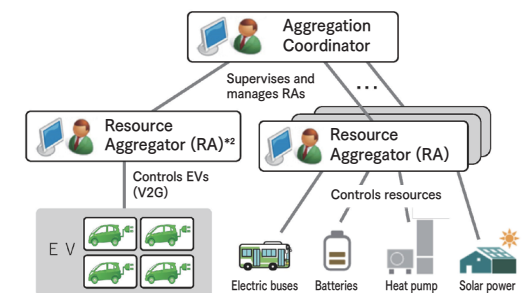 Aggregation
Coordinator
Supervises and
manages RAs
...
Resource
Aggregator (RA)*2
Resource
Aggregator (RA)
Controls EVs
(V2G)
Controls resources
EV
Electric buses
Batteries
Heat pump
Solar power